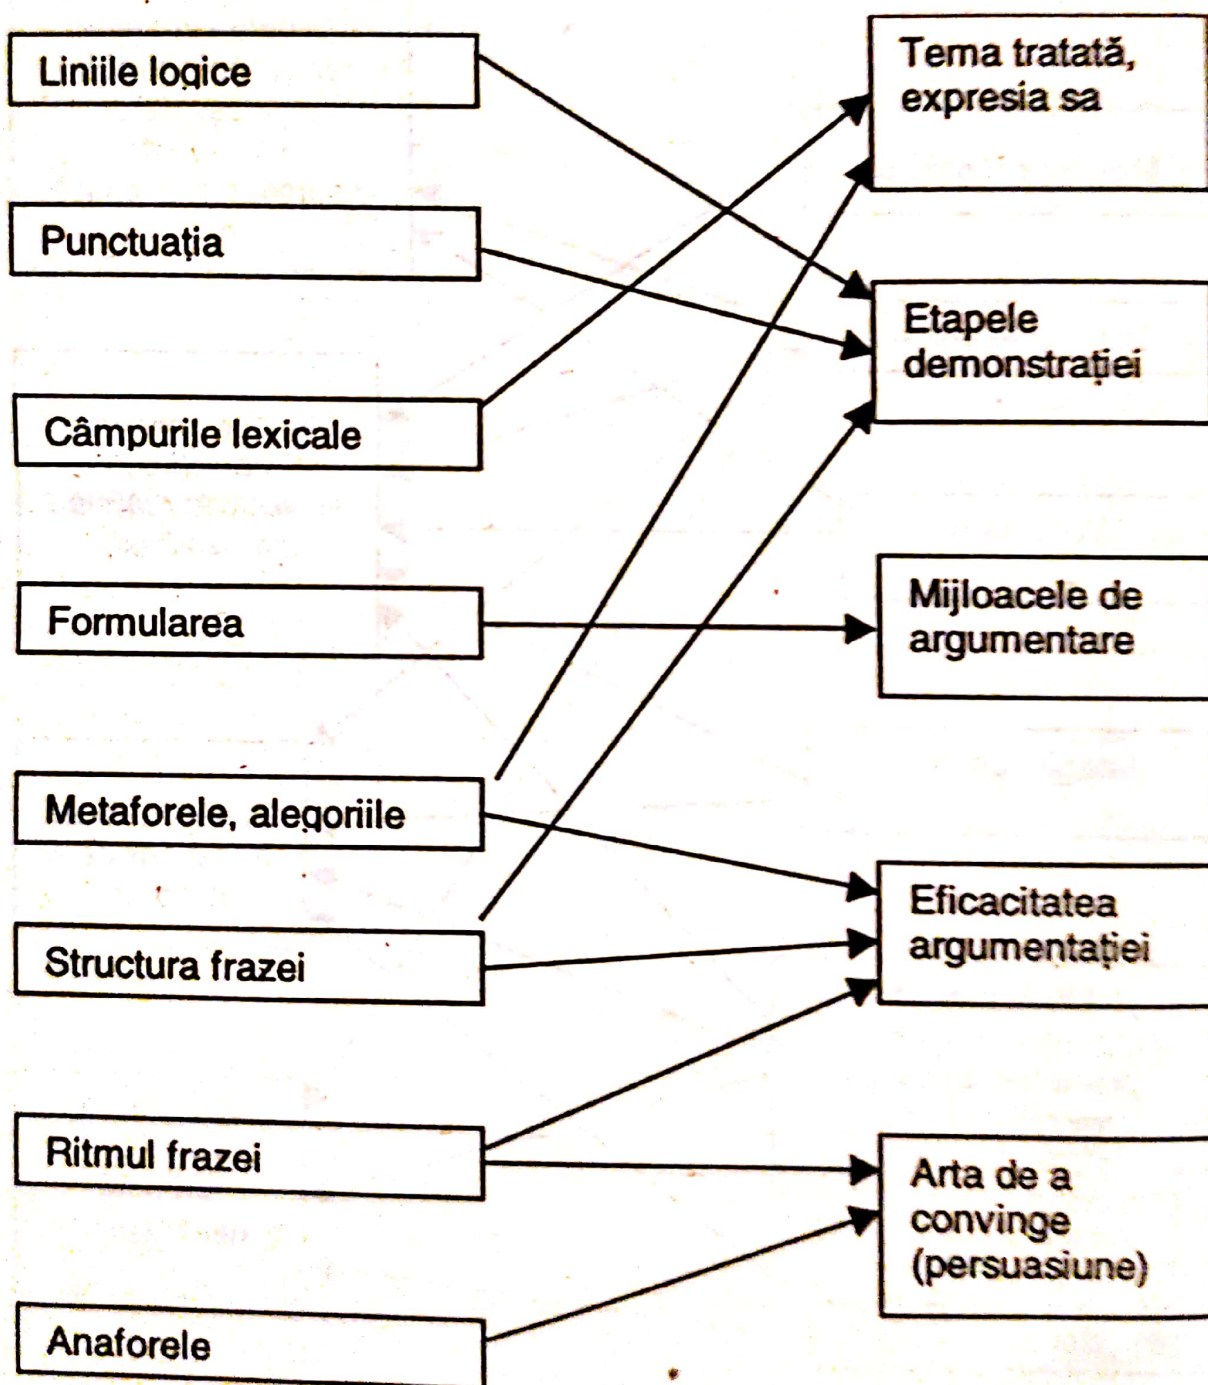 Liniile logice
Punctuația
Câmpurile lexicale
Formularea
Metaforele, alegoriile
Structura frazei
Ritmul frazei
Anaforele
Tema tratată,
expresia sa
Etapele
demonstrației
Mijloacele de
argumentare
Eficacitatea
argumentației
Arta de a
convinge
(persuasiune)